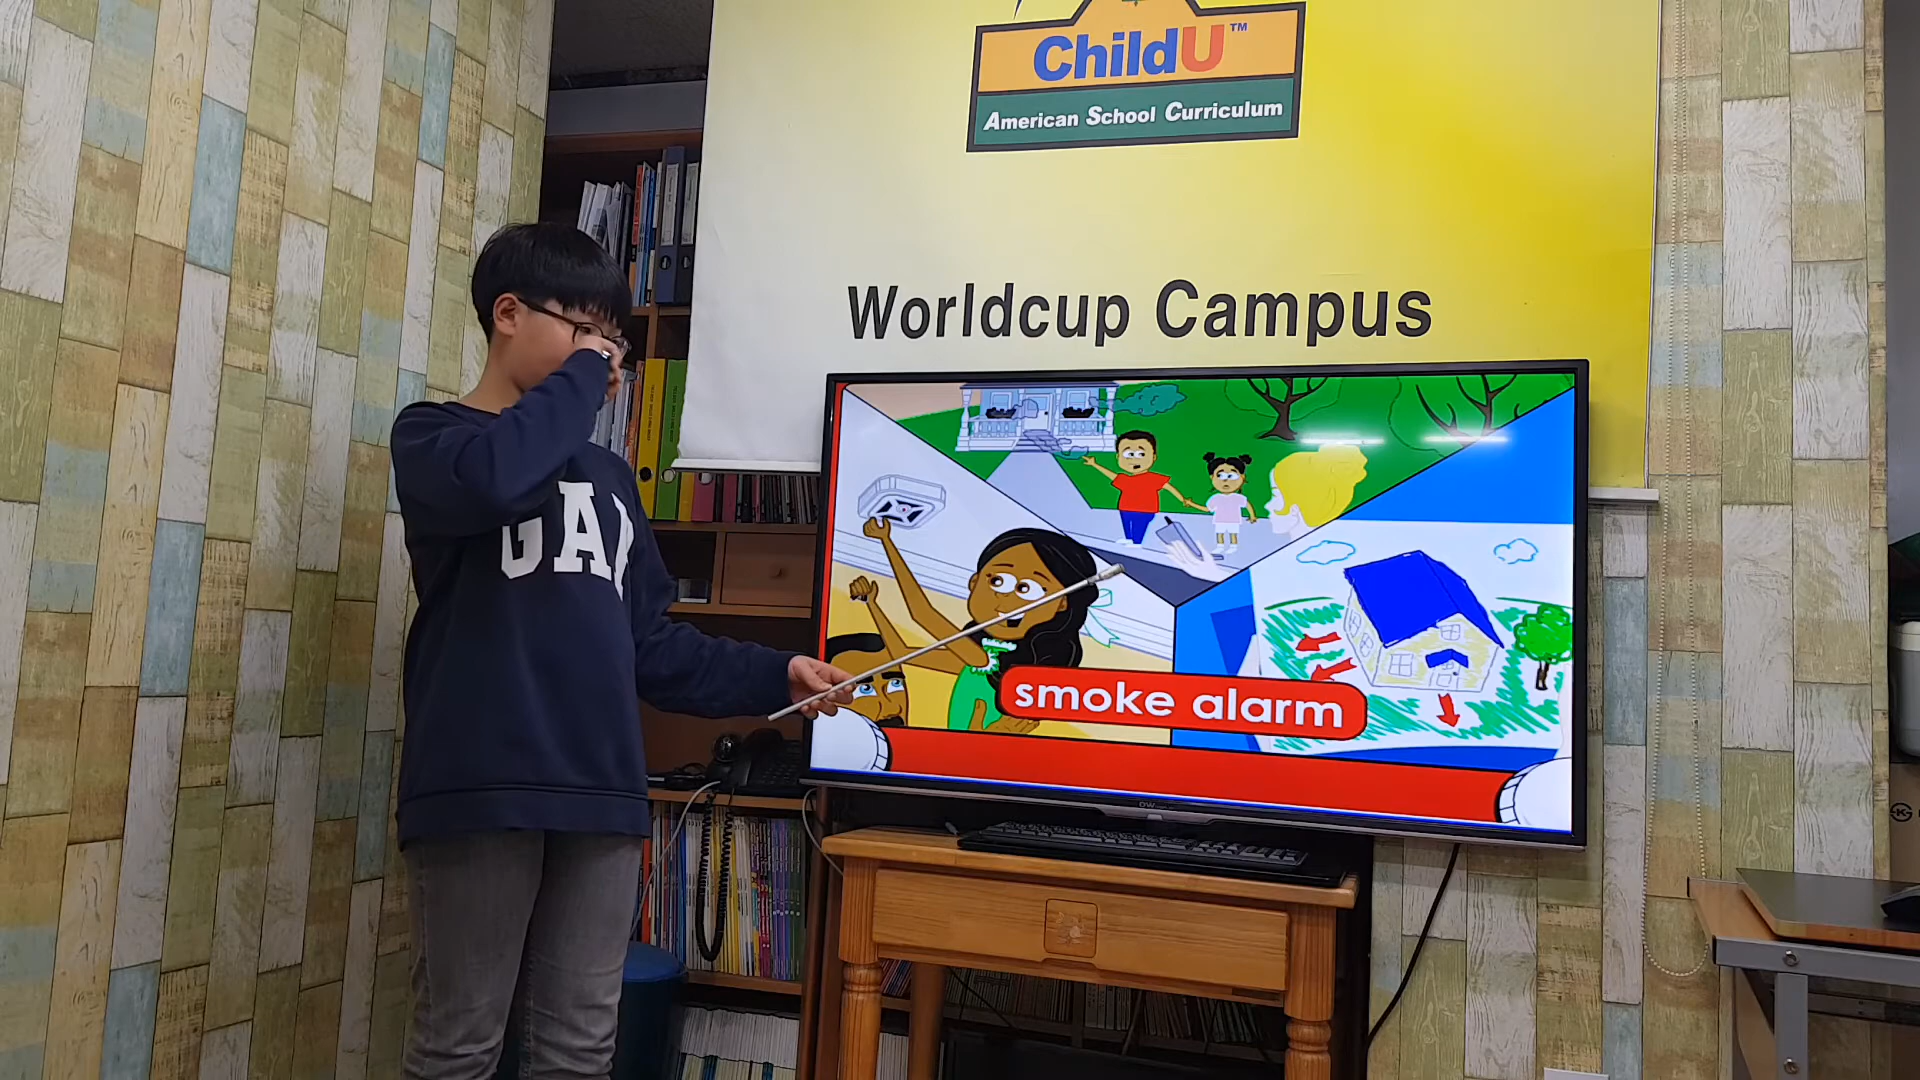 ChildU™
American School Curriculum
Worldcup Campus
GAP
smoke alarm